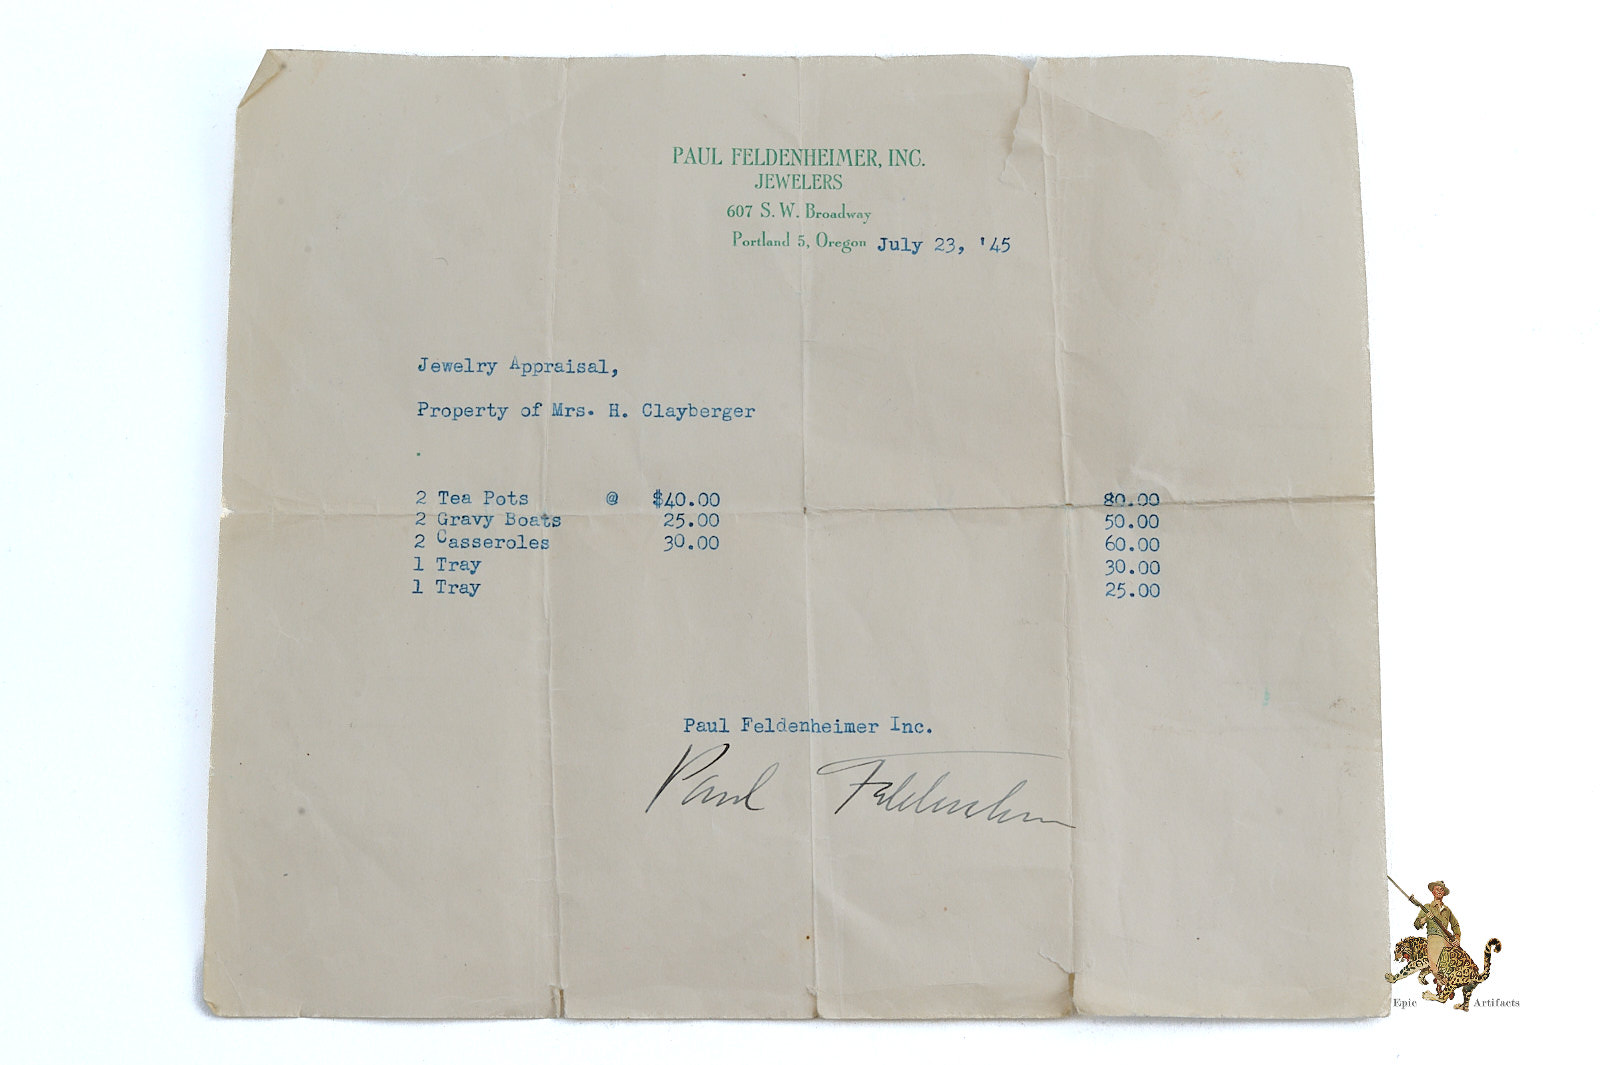 PAUL FELDENHEIMER, INC.
JEWELERS
607 S. W. Broadway
Portland 5, Oregon July 23, '45
Jewelry Appraisal,
Property of Mrs. H. Clayberger
2 Tea Pots @ $40.00 80.00
2 Gravy Boats 25.00 50.00
2 Casseroles 30.00 60.00
1 Tray 30.00
1 Tray 25.00
Paul Feldenheimer Inc.
Paul Feldenheimer
Epic Artifacts